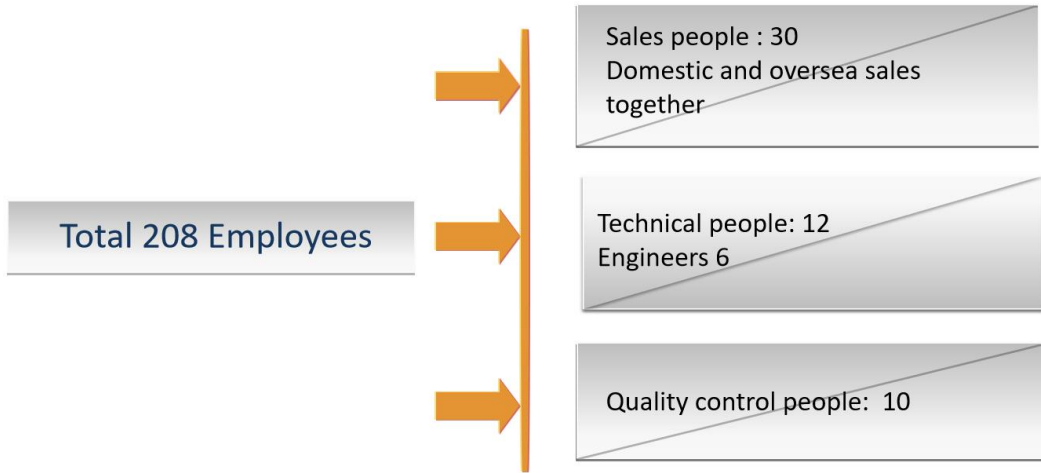 Total 208 Employees
Sales people : 30
Domestic and oversea sales
together
Technical people: 12
Engineers 6
Quality control people:  10